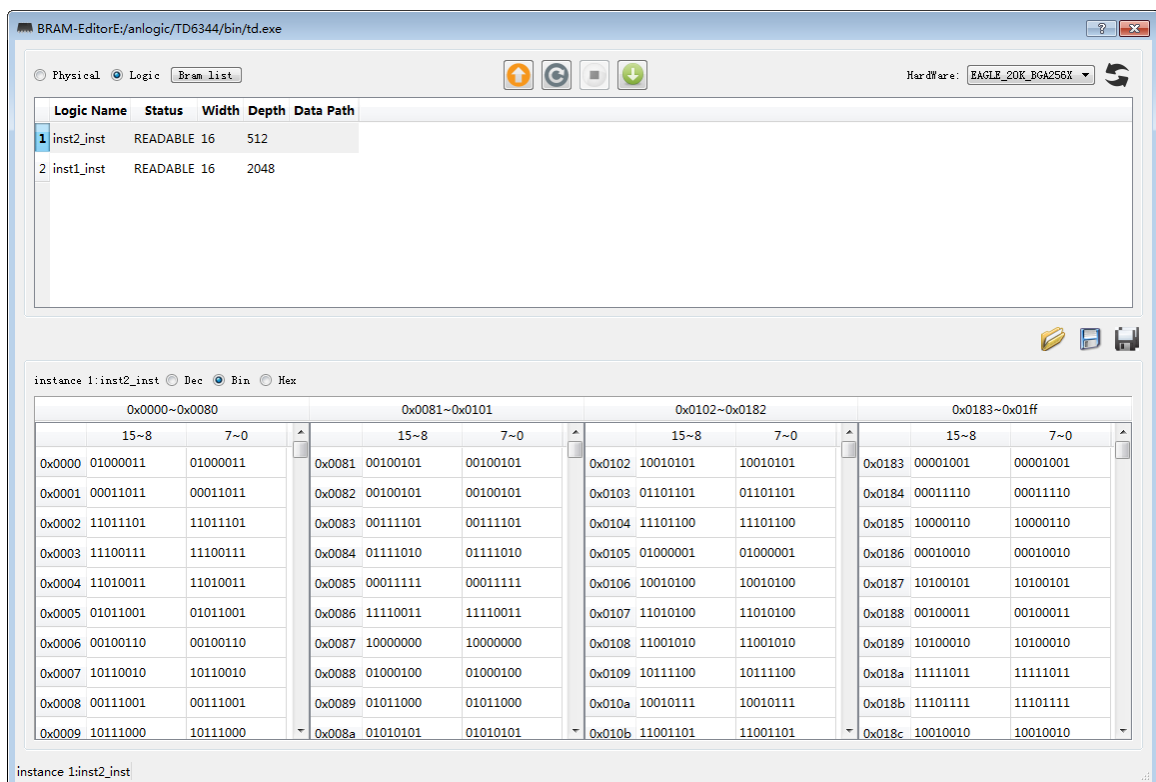 BRAM-EditorE:/anlogic/TD6344/bin/td.exe
Physical Logic Bram list HardWare: EAGLE_20K_BGA256X
Logic Name Status Width Depth Data Path
1 inst2_inst READABLE 16 512
2 inst1_inst READABLE 16 2048
instance 1:inst2_inst Dec Bin Hex
0x0000~0x0080 0x0081~0x0101 0x0102~0x0182 0x0183~0x01ff
15~8 7~0 15~8 7~0 15~8 7~0 15~8 7~0
0x0000 01000011 01000011 0x0081 00100101 00100101 0x0102 10010101 10010101 0x0183 00001001 00001001
0x0001 00011011 00011011 0x0082 00100101 00100101 0x0103 01101101 01101101 0x0184 00011110 00011110
0x0002 11011101 11011101 0x0083 00111101 00111101 0x0104 11101100 11101100 0x0185 10000110 10000110
0x0003 11100111 11100111 0x0084 01111010 01111010 0x0105 01000001 01000001 0x0186 00010010 00010010
0x0004 11010011 11010011 0x0085 00011111 00011111 0x0106 10010100 10010100 0x0187 10100101 10100101
0x0005 01011001 01011001 0x0086 11110011 11110011 0x0107 11010100 11010100 0x0188 00100011 00100011
0x0006 00100110 00100110 0x0087 10000000 10000000 0x0108 11001010 11001010 0x0189 10100010 10100010
0x0007 10110010 10110010 0x0088 01000100 01000100 0x0109 10111100 10111100 0x018a 11111011 11111011
0x0008 00111001 00111001 0x0089 01011000 01011000 0x010a 10010111 10010111 0x018b 11101111 11101111
0x0009 10111000 10111000 0x008a 01010101 01010101 0x010b 11001101 11001101 0x018c 10010010 10010010
instance 1:inst2_inst